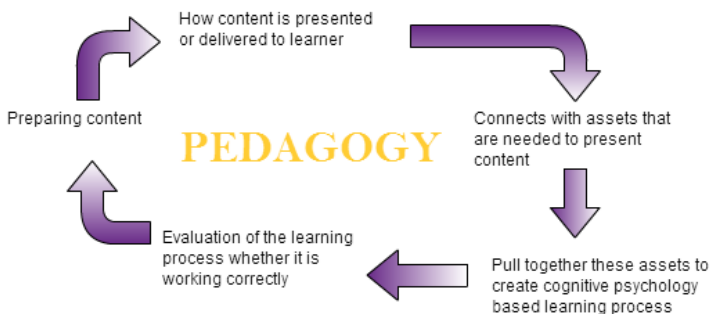 How content is presented
or delivered to learner
Preparing content
PEDAGOGY
Connects with assets that
are needed to present
content
Pull together these assets to
create cognitive psychology
based learning process
Evaluation of the learning
process whether it is
working correctly